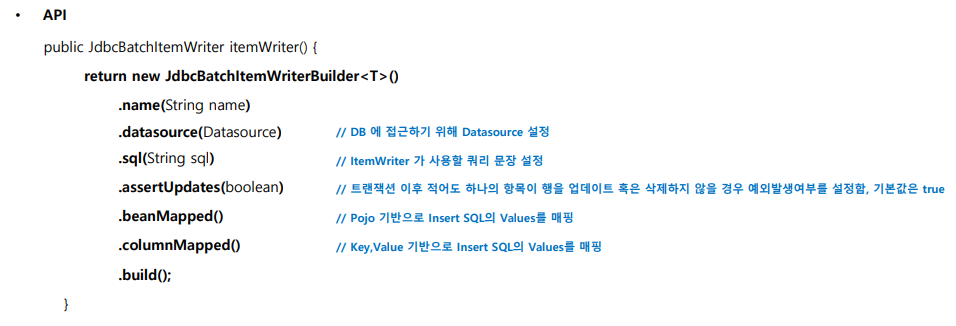 • API
public JdbcBatchItemWriter itemWriter() {
return new JdbcBatchItemWriterBuilder<T>()
.name(String name)
.datasource(Datasource) // DB 에 접근하기 위해 Datasource 설정
.sql(String sql) // ItemWriter 가 사용할 쿼리 문장 설정
.assertUpdates(boolean) // 트랜잭션 이후 적어도 하나의 항목이 행을 업데이트 혹은 삭제하지 않을 경우 예외발생여부를 설정함, 기본값은 true
.beanMapped() // Pojo 기반으로 Insert SQL의 Values를 매핑
.columnMapped() // Key,Value 기반으로 Insert SQL의 Values를 매핑
.build();
}